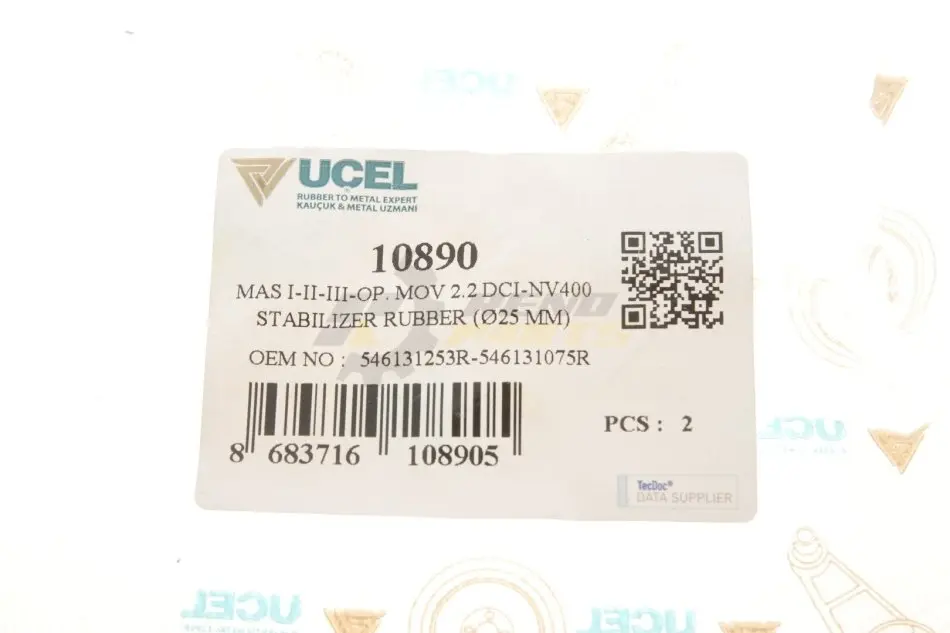 UCEL
UCEL
RUBBER TO METAL EXPERT
KAUÇUK & METAL UZMANI
10890
MAS I-II-III-OP. MOV 2.2 DCI-NV400
STABILIZER RUBBER (Ø25 MM)
OEM NO : 546131253R-546131075R
8 683716 108905
PCS : 2
TecDoc®
DATA SUPPLIER
UCEL
UCEL